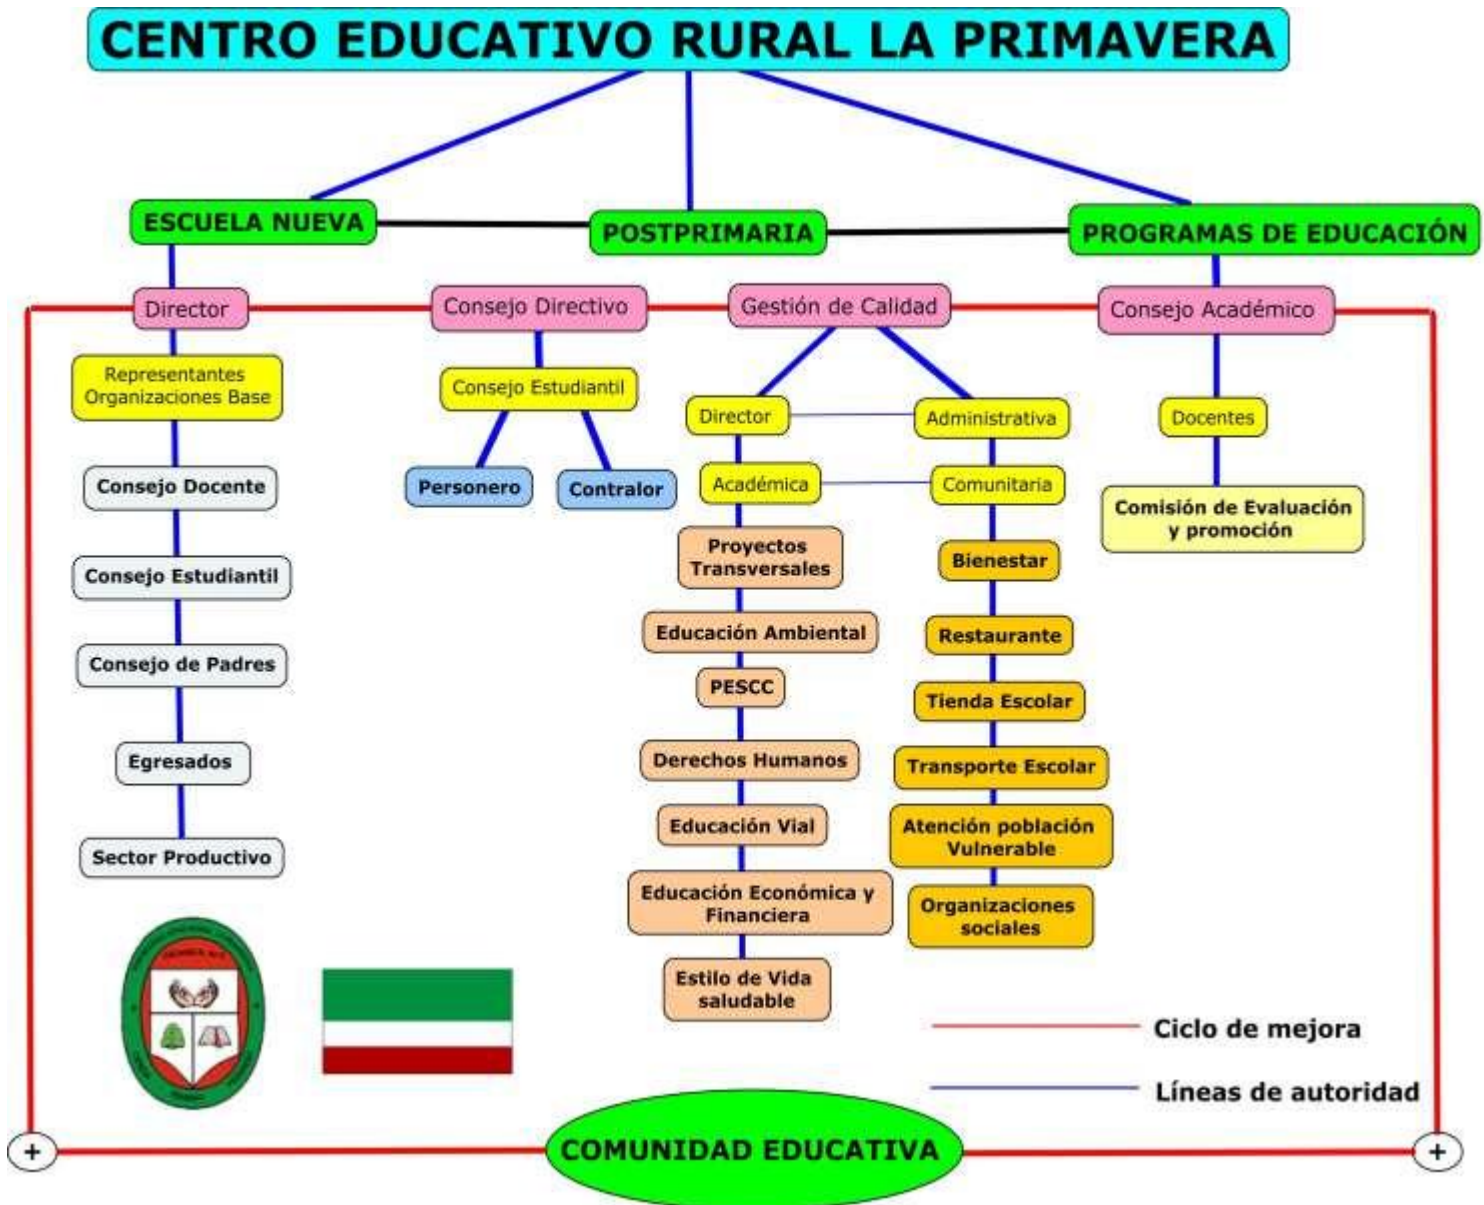 CENTRO EDUCATIVO RURAL LA PRIMAVERA
ESCUELA NUEVA
POSTPRIMARIA
PROGRAMAS DE EDUCACIÓN
Director
Consejo Directivo
Gestión de Calidad
Consejo Académico
Representantes
Organizaciones Base
Consejo Docente
Consejo Estudiantil
Consejo de Padres
Egresados
Sector Productivo
Consejo Estudiantil
Personero
Contralor
Director
Administrativa
Académica
Comunitaria
Proyectos
Transversales
Educación Ambiental
PESCC
Derechos Humanos
Educación Vial
Educación Económica y
Financiera
Estilo de Vida
saludable
Bienestar
Restaurante
Tienda Escolar
Transporte Escolar
Atención población
Vulnerable
Organizaciones
sociales
Docentes
Comisión de Evaluación
y promoción
Ciclo de mejora
Líneas de autoridad
+
COMUNIDAD EDUCATIVA
+